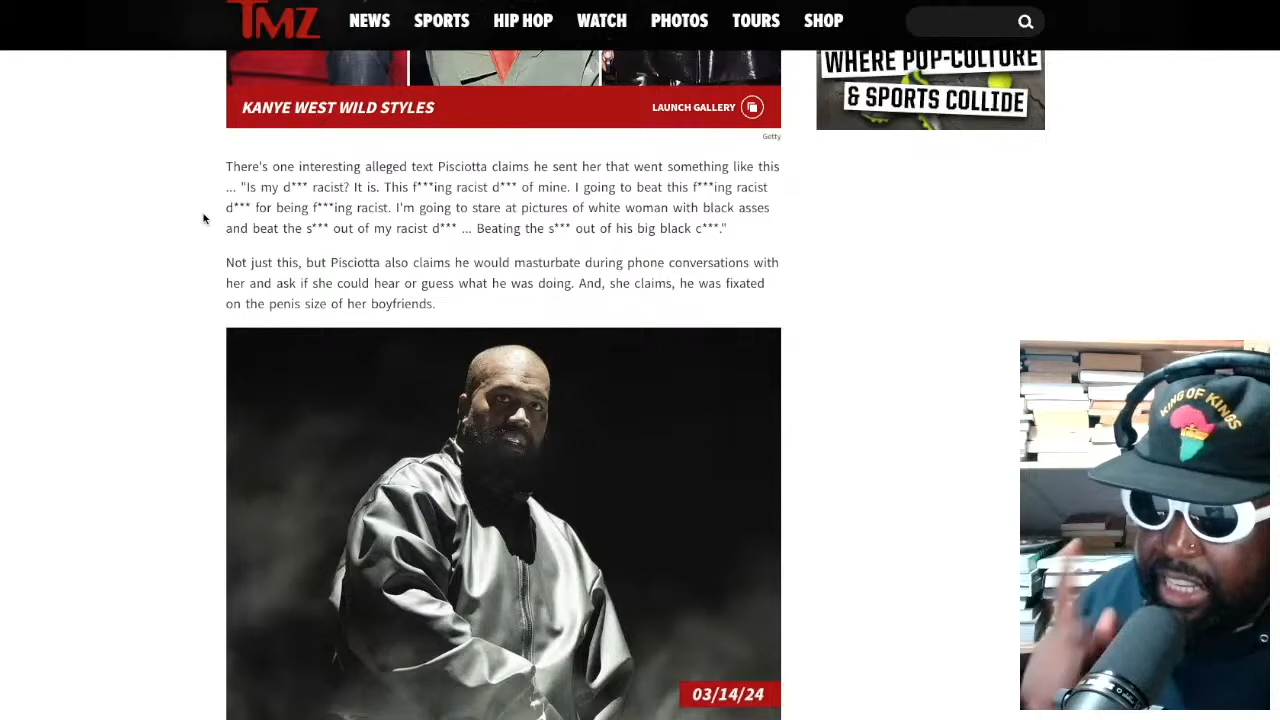 TMZ
NEWS SPORTS HIP HOP WATCH PHOTOS TOURS SHOP
WHERE POP-CULTURE
& SPORTS COLLIDE
KANYE WEST WILD STYLES
LAUNCH GALLERY
Getty
There's one interesting alleged text Pisciotta claims he sent her that went something like this
... "Is my d*** racist? It is. This f***ing racist d*** of mine. I going to beat this f***ing racist
d*** for being f***ing racist. I'm going to stare at pictures of white woman with black asses
and beat the s*** out of my racist d*** ... Beating the s*** out of his big black c***."
Not just this, but Pisciotta also claims he would masturbate during phone conversations with
her and ask if she could hear or guess what he was doing. And, she claims, he was fixated
on the penis size of her boyfriends.
KING OF KINGS
03/14/24